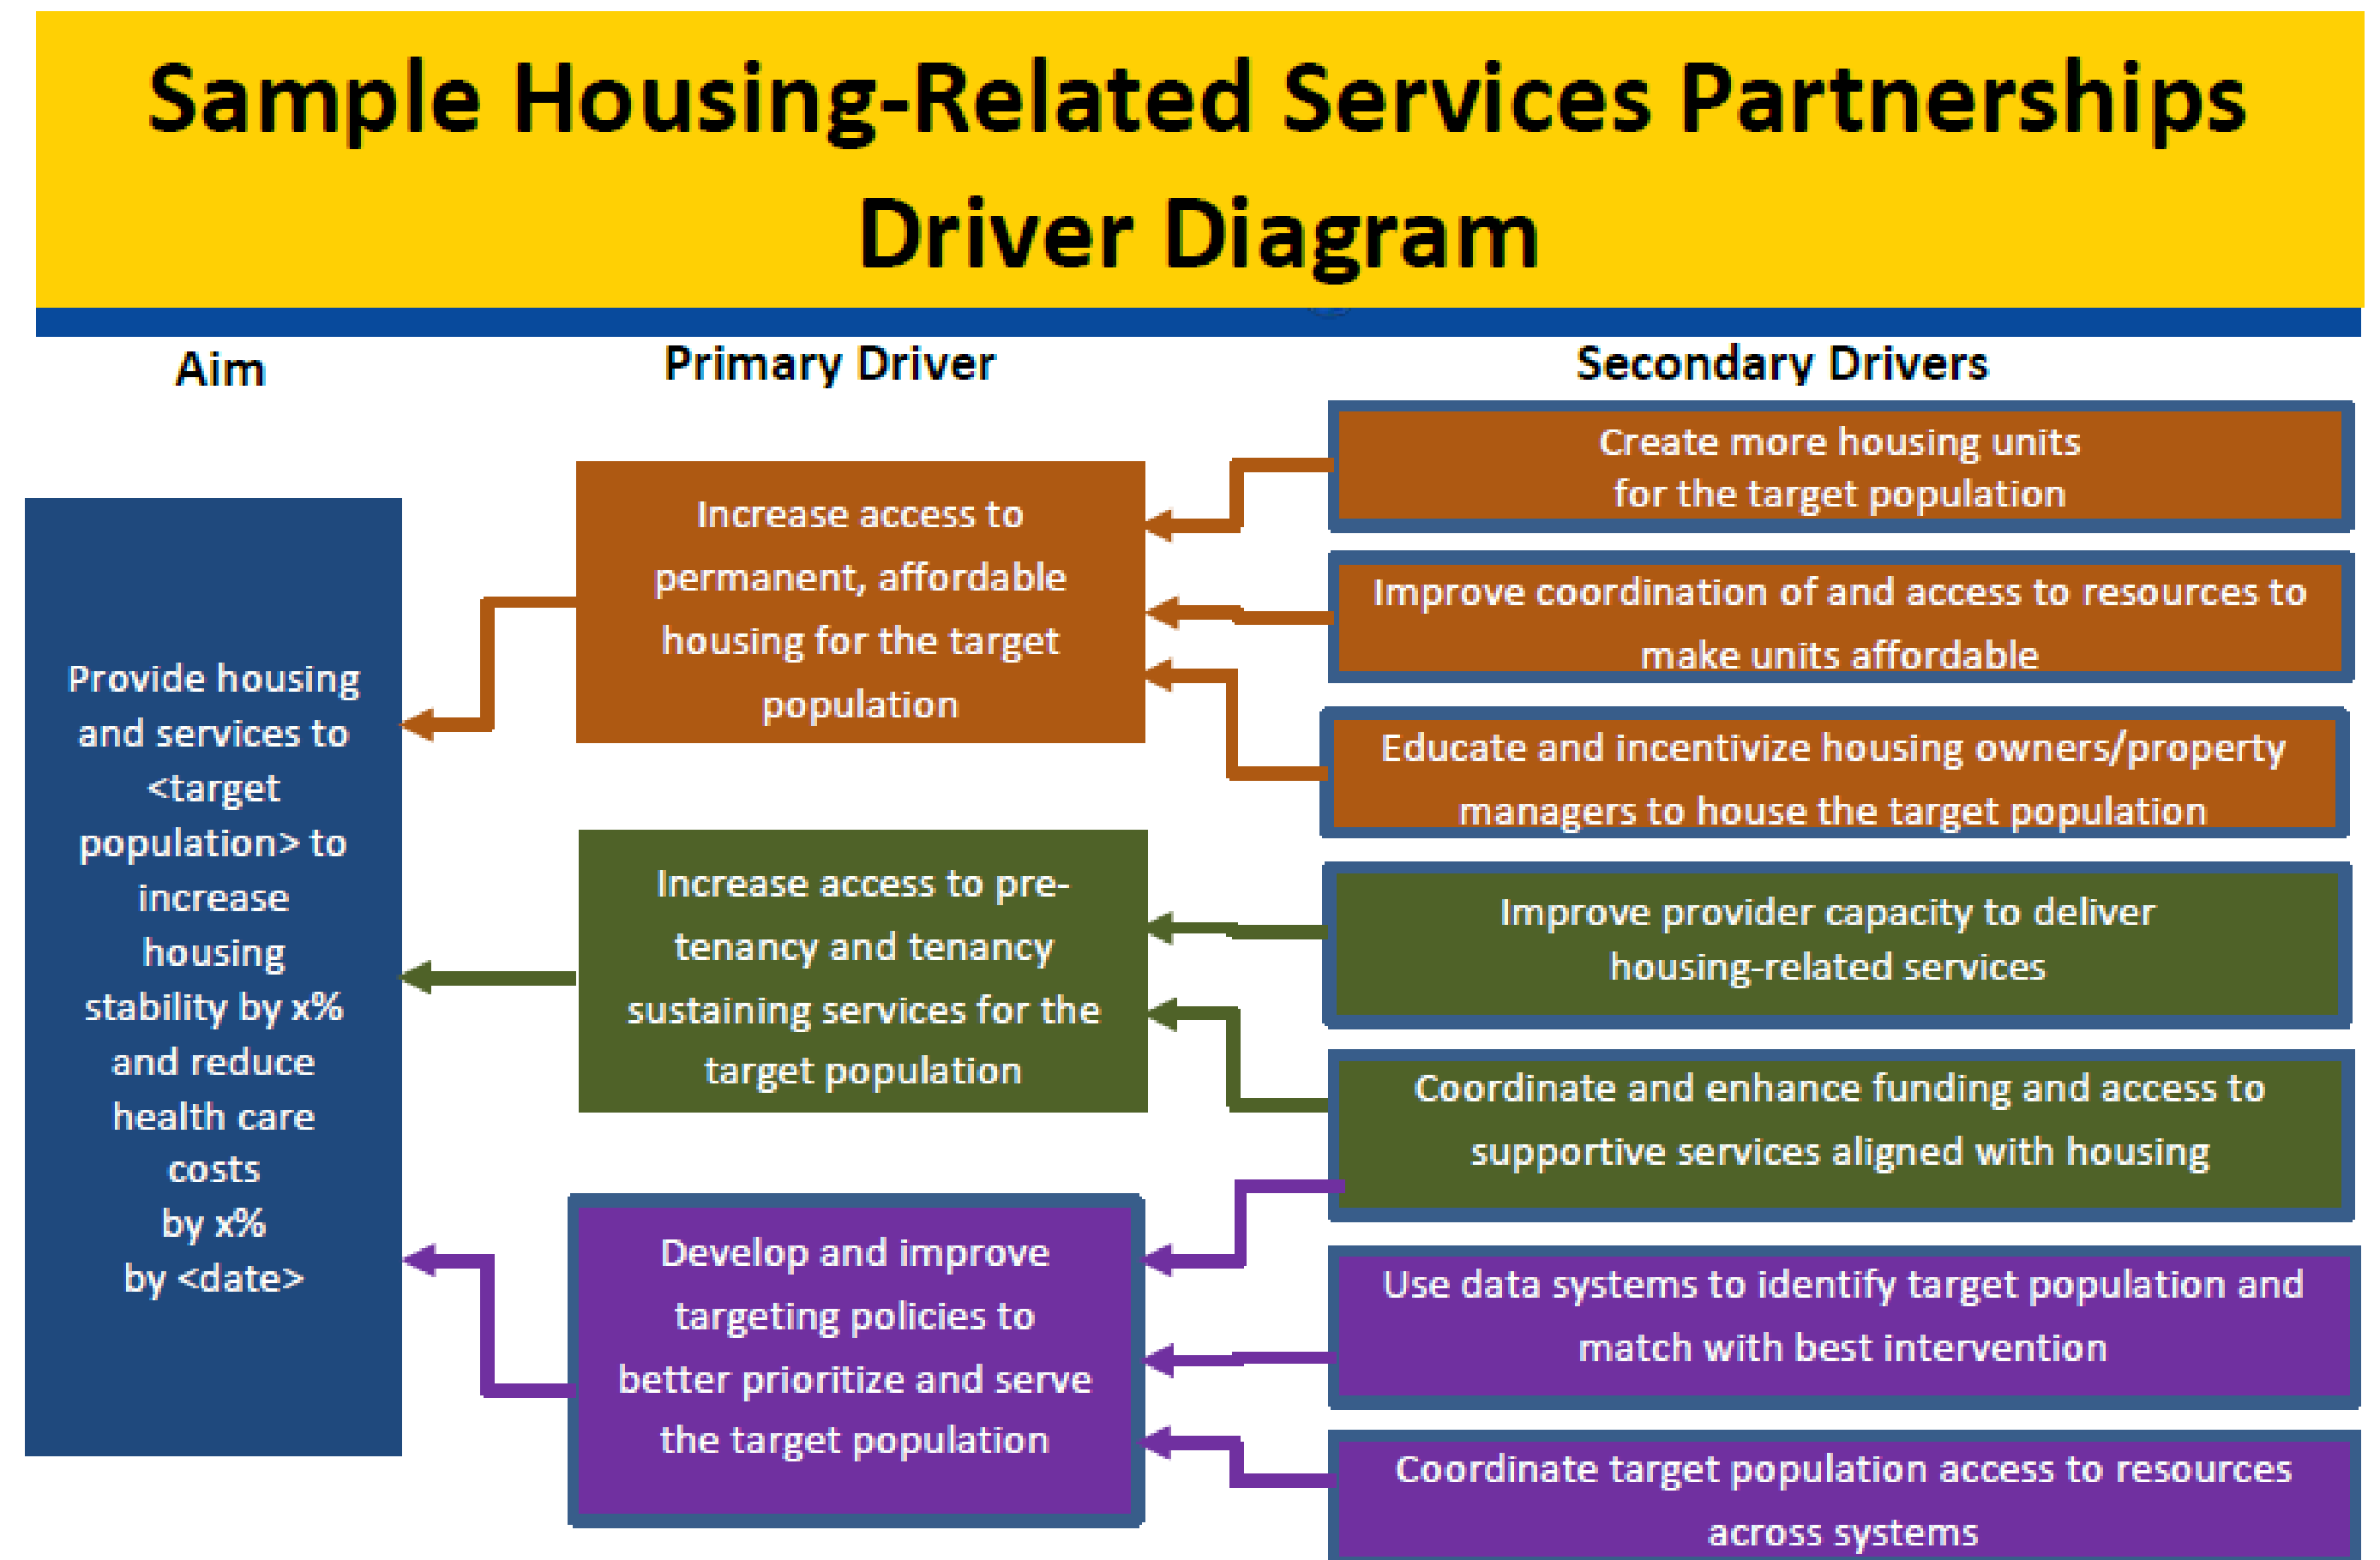 Sample Housing-Related Services Partnerships
Driver Diagram
Aim
Primary Driver
Secondary Drivers
Provide housing
and services to
<target
population> to
increase
housing
stability by x%
and reduce
health care
costs
by x%
by <date>
Increase access to
permanent, affordable
housing for the target
population
Increase access to pre-
tenancy and tenancy
sustaining services for the
target population
Develop and improve
targeting policies to
better prioritize and serve
the target population
Create more housing units
for the target population
Improve coordination of and access to resources to
make units affordable
Educate and incentivize housing owners/property
managers to house the target population
Improve provider capacity to deliver
housing-related services
Coordinate and enhance funding and access to
supportive services aligned with housing
Use data systems to identify target population and
match with best intervention
Coordinate target population access to resources
across systems